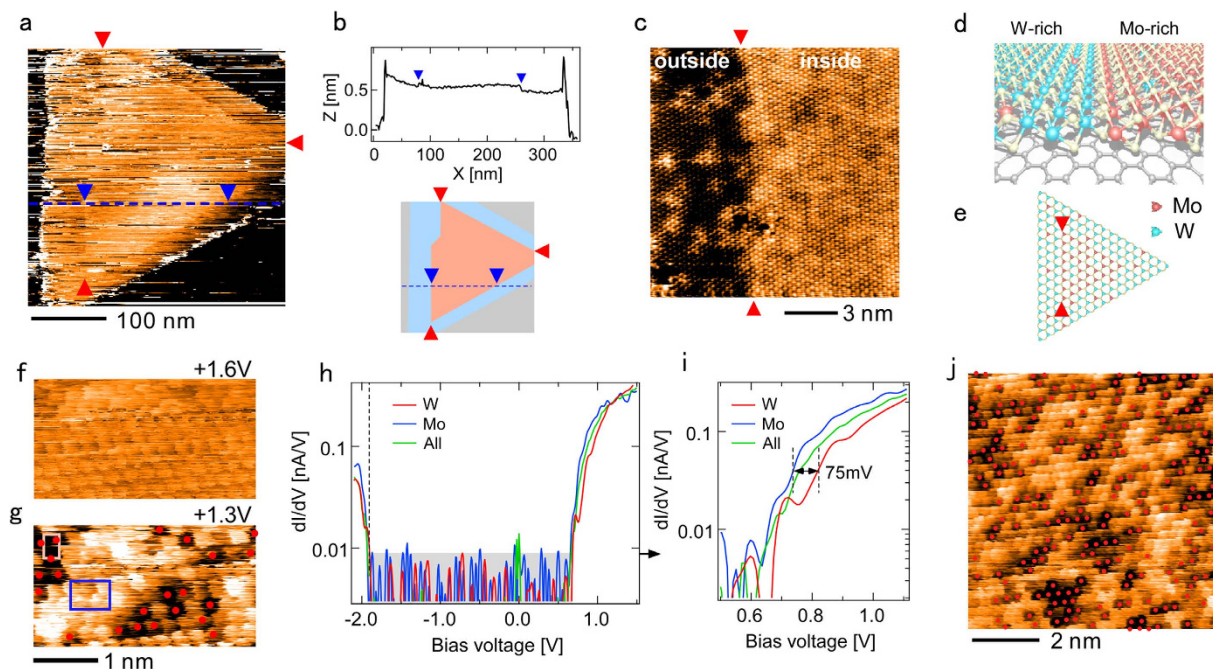 a
100 nm
b
Z [nm]
0.5
0.0
0 100 200 300
X [nm]
c
outside inside
3 nm
d
W-rich Mo-rich
e
Mo
W
f
+1.6V
g
+1.3V
1 nm
h
W
Mo
All
dI/dV [nA/V]
0.1
0.01
-2.0 -1.0 0.0 1.0
Bias voltage [V]
i
W
Mo
All
75mV
dI/dV [nA/V]
0.1
0.01
0.6 0.8 1.0
Bias voltage [V]
j
2 nm